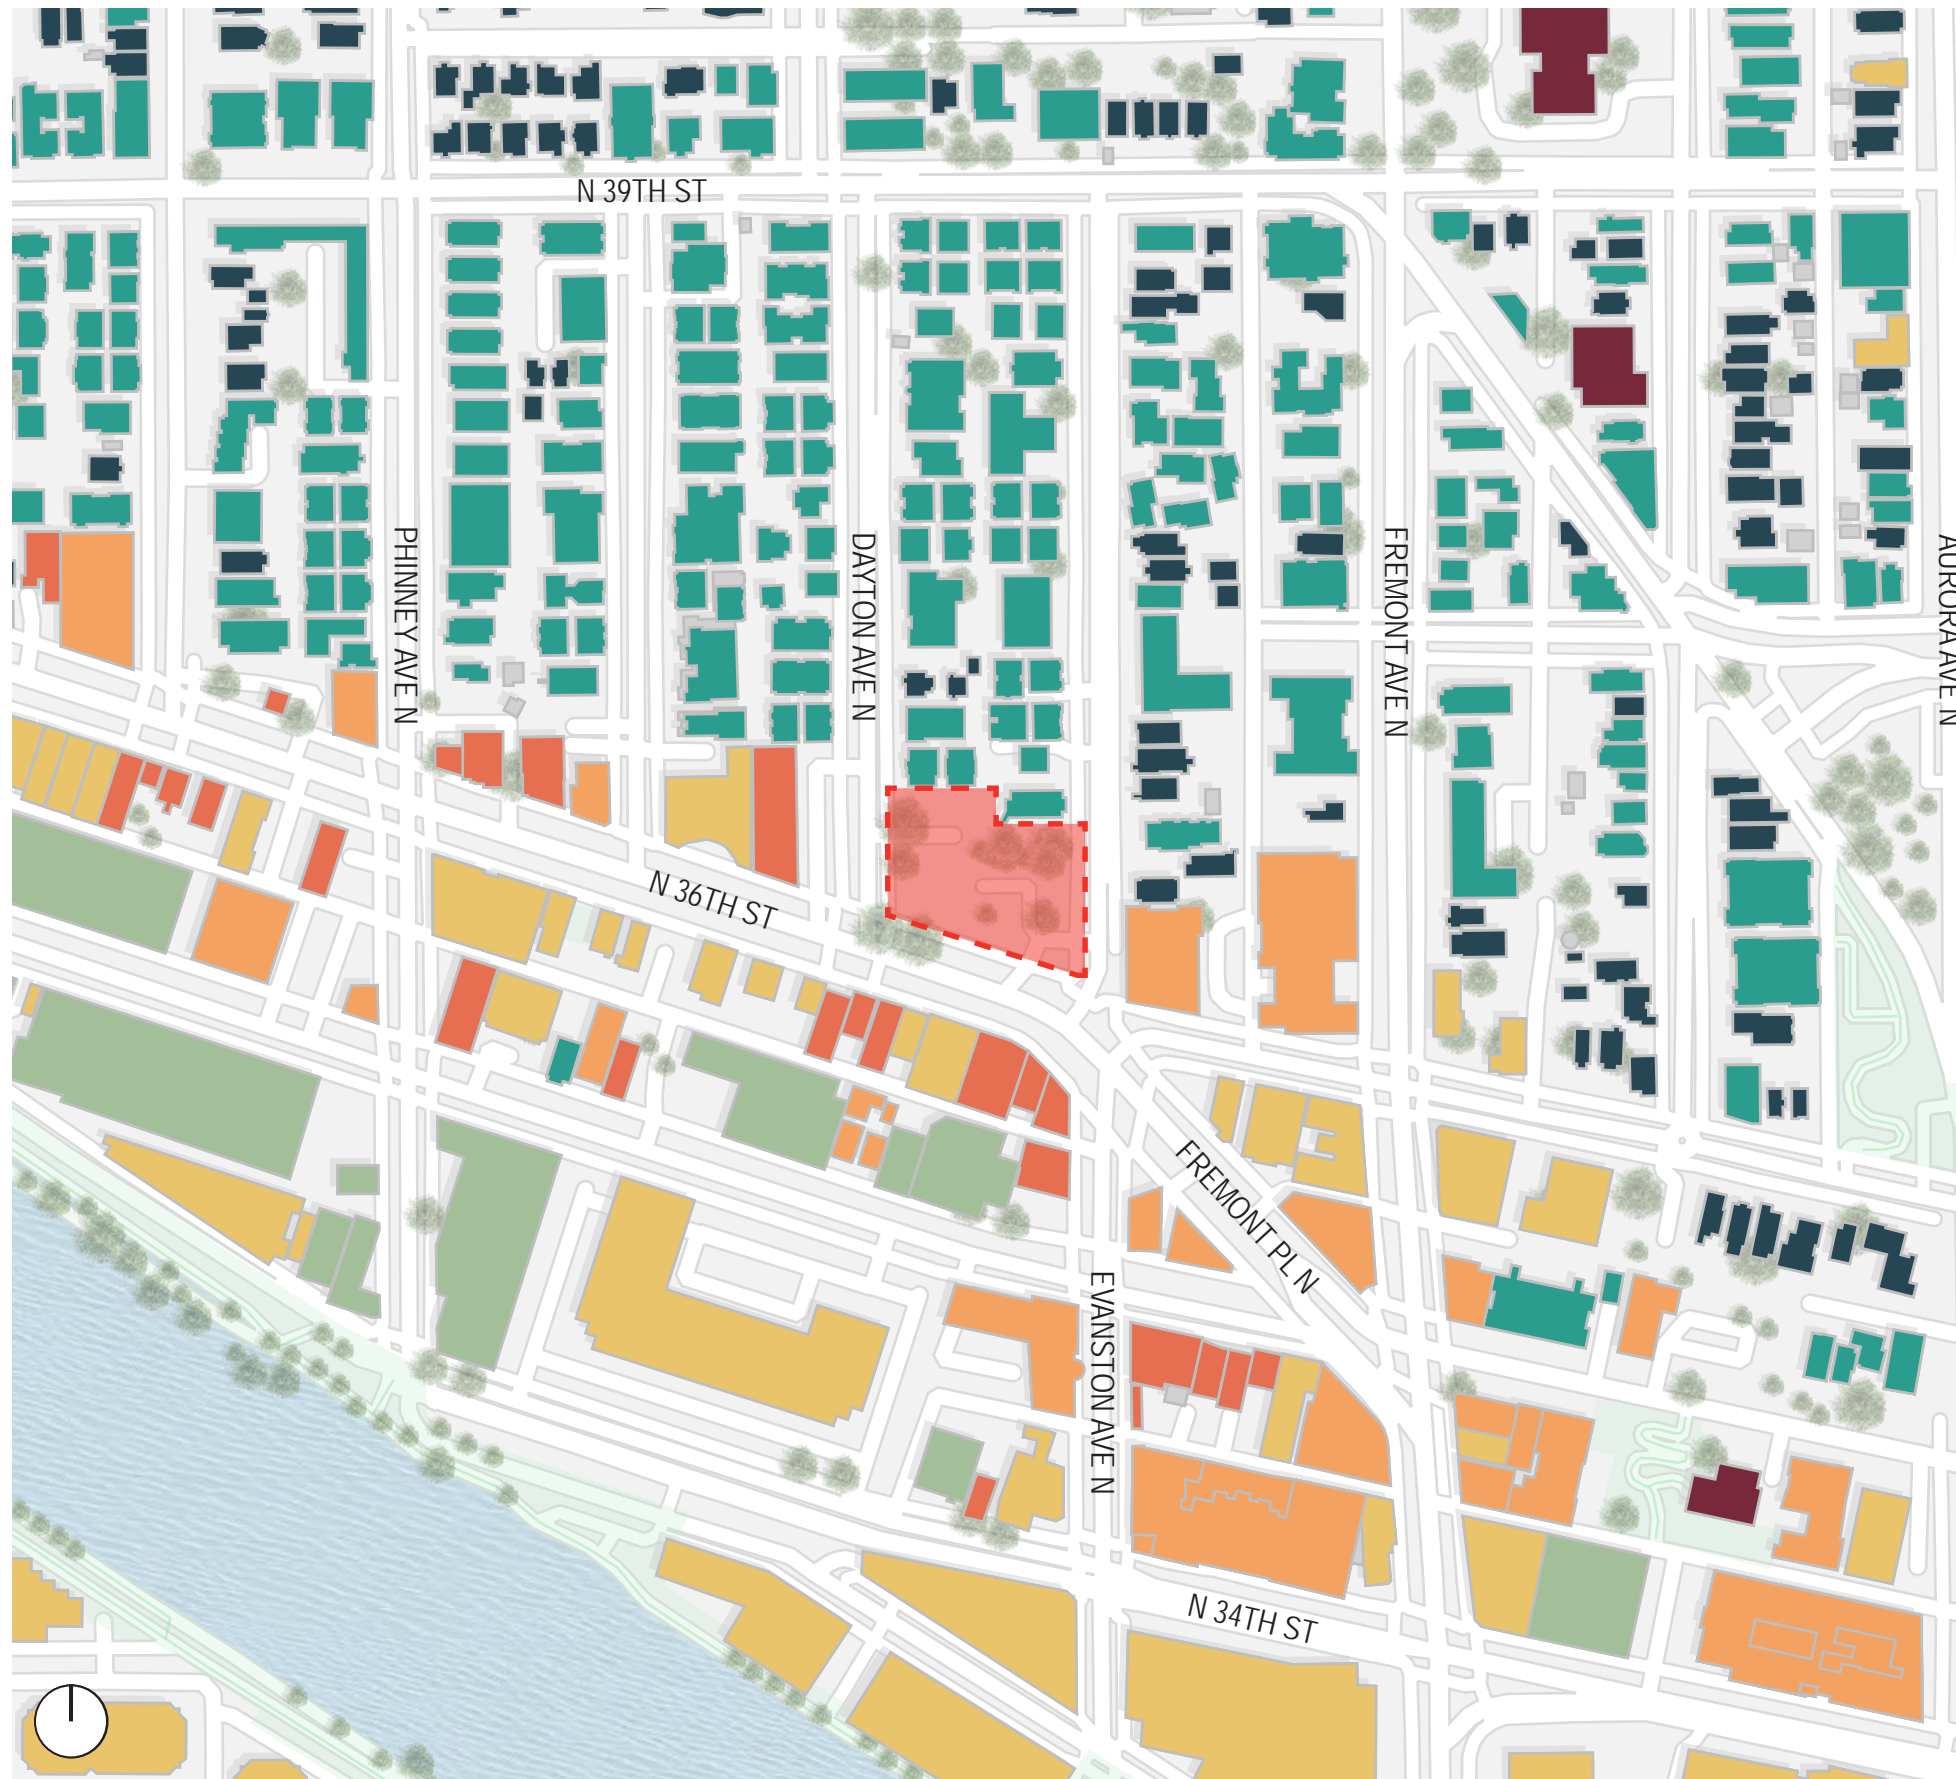 N 39TH ST
PHINNEY AVE N
DAYTON AVE N
FREMONT AVE N
AURORA AVE N
N 36TH ST
FREMONT PL N
EVANSTON AVE N
N 34TH ST